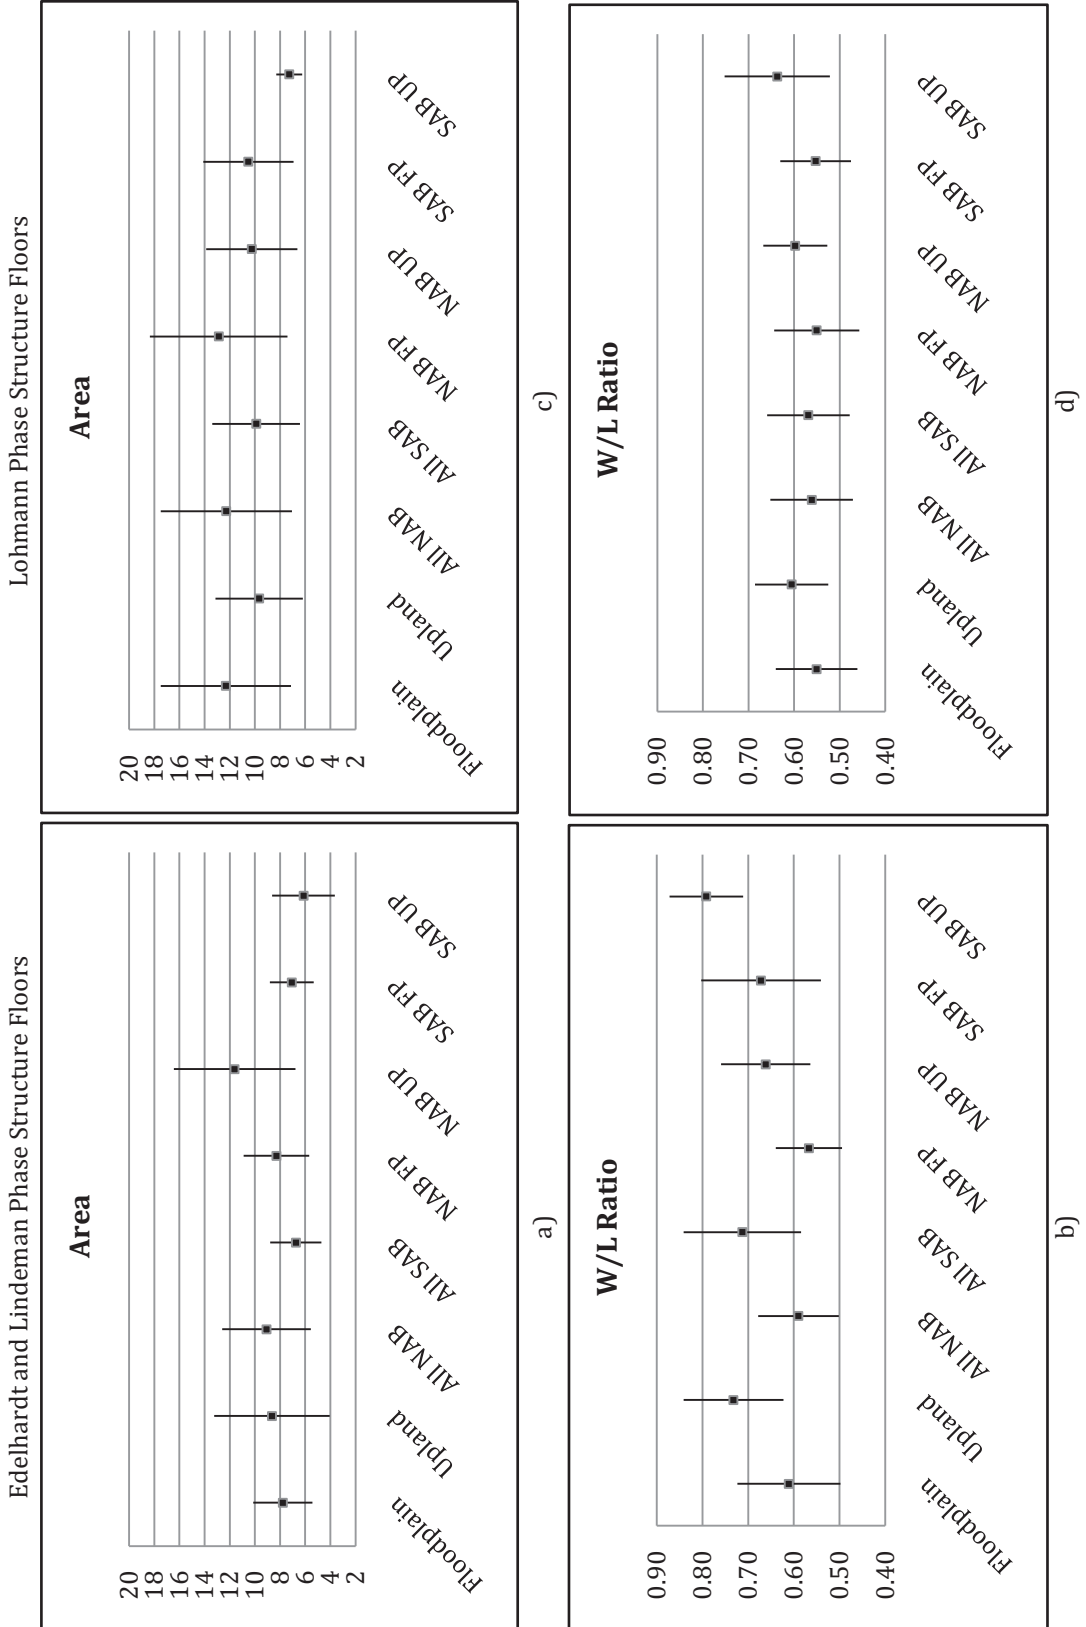 Edelhardt and Lindeman Phase Structure Floors
Area
20
18
16
14
12
10
8
6
4
2
Floodplain
Upland
All NAB
All SAB
NAB FP
NAB UP
SAB FP
SAB UP
a)
W/L Ratio
0.90
0.80
0.70
0.60
0.50
0.40
Floodplain
Upland
All NAB
All SAB
NAB FP
NAB UP
SAB FP
SAB UP
b)
Lohmann Phase Structure Floors
Area
20
18
16
14
12
10
8
6
4
2
Floodplain
Upland
All NAB
All SAB
NAB FP
NAB UP
SAB FP
SAB UP
c)
W/L Ratio
0.90
0.80
0.70
0.60
0.50
0.40
Floodplain
Upland
All NAB
All SAB
NAB FP
NAB UP
SAB FP
SAB UP
d)